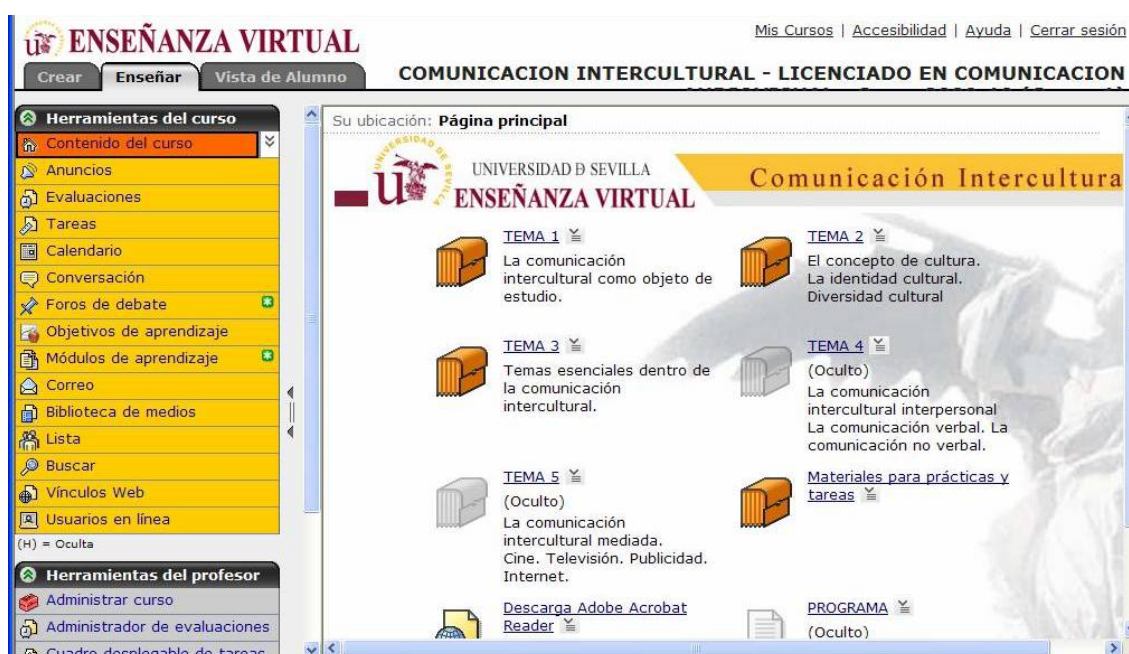 us ENSEÑANZA VIRTUAL
Mis Cursos | Accesibilidad | Ayuda | Cerrar sesión
Crear Enseñar Vista de Alumno
COMUNICACION INTERCULTURAL - LICENCIADO EN COMUNICACION
Herramientas del curso
Contenido del curso
Anuncios
Evaluaciones
Tareas
Calendario
Conversación
Foros de debate
Objetivos de aprendizaje
Módulos de aprendizaje
Correo
Biblioteca de medios
Lista
Buscar
Vínculos Web
Usuarios en línea
(H) = Oculta
Herramientas del profesor
Administrar curso
Administrador de evaluaciones
Cuadro desplegable de tareas
Su ubicación: Página principal
UNIVERSIDAD DE SEVILLA
ENSEÑANZA VIRTUAL
Comunicación Intercultura
TEMA 1
La comunicación
intercultural como objeto de
estudio.
TEMA 2
El concepto de cultura.
La identidad cultural.
Diversidad cultural
TEMA 3
Temas esenciales dentro de
la comunicación
intercultural.
TEMA 4
(Oculto)
La comunicación
intercultural interpersonal
La comunicación verbal. La
comunicación no verbal.
TEMA 5
(Oculto)
La comunicación
intercultural mediada.
Cine. Televisión. Publicidad.
Internet.
Materiales para prácticas y
tareas
Descarga Adobe Acrobat
Reader
PROGRAMA
(Oculto)